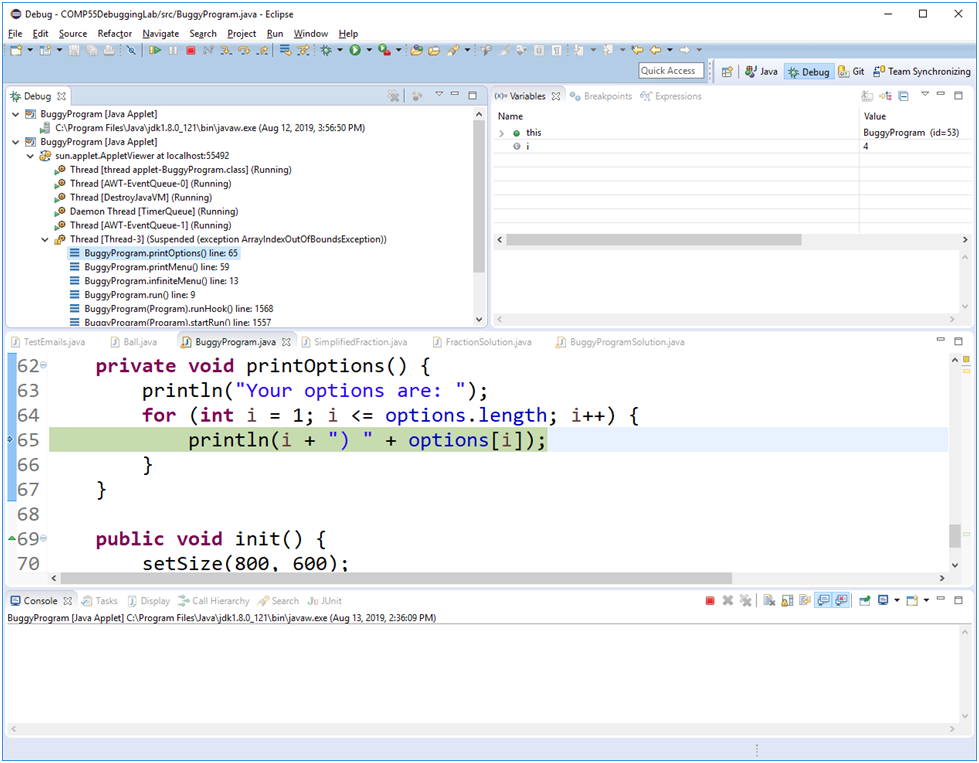 Debug - COMP55DebuggingLab/src/BuggyProgram.java - Eclipse
File Edit Source Refactor Navigate Search Project Run Window Help
Quick Access Java Debug Git Team Synchronizing
Debug
BuggyProgram [Java Applet]
C:\Program Files\Java\jdk1.8.0_121\bin\javaw.exe (Aug 12, 2019, 3:56:50 PM)
BuggyProgram [Java Applet]
sun.applet.AppletViewer at localhost:55492
Thread [thread applet-BuggyProgram.class] (Running)
Thread [AWT-EventQueue-0] (Running)
Thread [DestroyJavaVM] (Running)
Daemon Thread [TimerQueue] (Running)
Thread [AWT-EventQueue-1] (Running)
Thread [Thread-3] (Suspended (exception ArrayIndexOutOfBoundsException))
BuggyProgram.printOptions() line: 65
BuggyProgram.printMenu() line: 59
BuggyProgram.infiniteMenu() line: 13
BuggyProgram.run() line: 9
BuggyProgram(Program).runHook() line: 1568
BuggyProgram(Program).startRun() line: 1557
(x)= Variables Breakpoints Expressions
Name Value
this BuggyProgram (id=53)
i 4
TestEmails.java Ball.java BuggyProgram.java SimplifiedFraction.java FractionSolution.java BuggyProgramSolution.java
62 private void printOptions() {
63 println("Your options are: ");
64 for (int i = 1; i <= options.length; i++) {
65 println(i + ") " + options[i]);
66 }
67 }
68
69 public void init() {
70 setSize(800, 600);
Console Tasks Display Call Hierarchy Search JUnit
BuggyProgram [Java Applet] C:\Program Files\Java\jdk1.8.0_121\bin\javaw.exe (Aug 13, 2019, 2:36:09 PM)